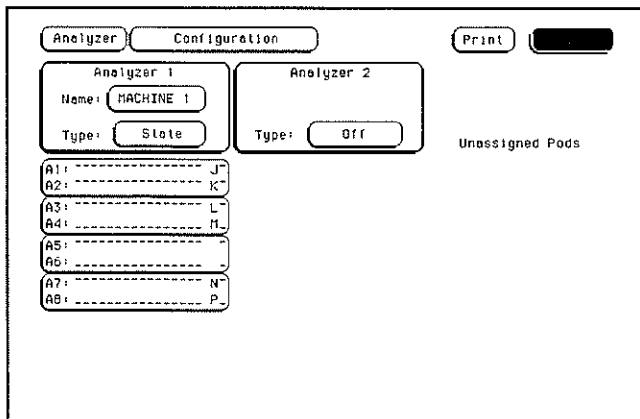 Analyzer Configuration Print
Analyzer 1 Analyzer 2
Name: MACHINE 1
Type: State Type: Off
Unassigned Pods
A1: J
A2: K
A3: L
A4: M
A5:
A6:
A7: N
A8: P